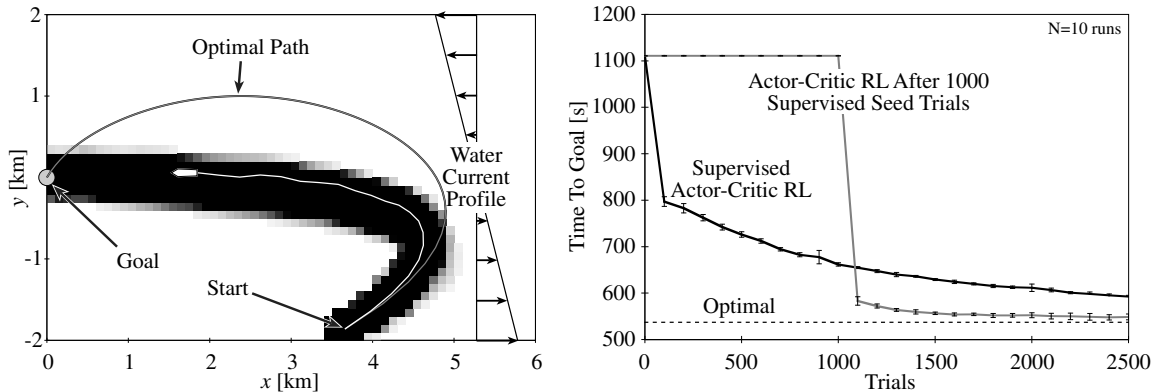 2
1
0
-1
-2
y [km]
0
1
2
3
4
5
6
x [km]
Optimal Path
Water
Current
Profile
Goal
Start
1200
1100
1000
900
800
700
600
500
Time To Goal [s]
0
500
1000
1500
2000
2500
Trials
N=10 runs
Actor-Critic RL After 1000
Supervised Seed Trials
Supervised
Actor-Critic RL
Optimal